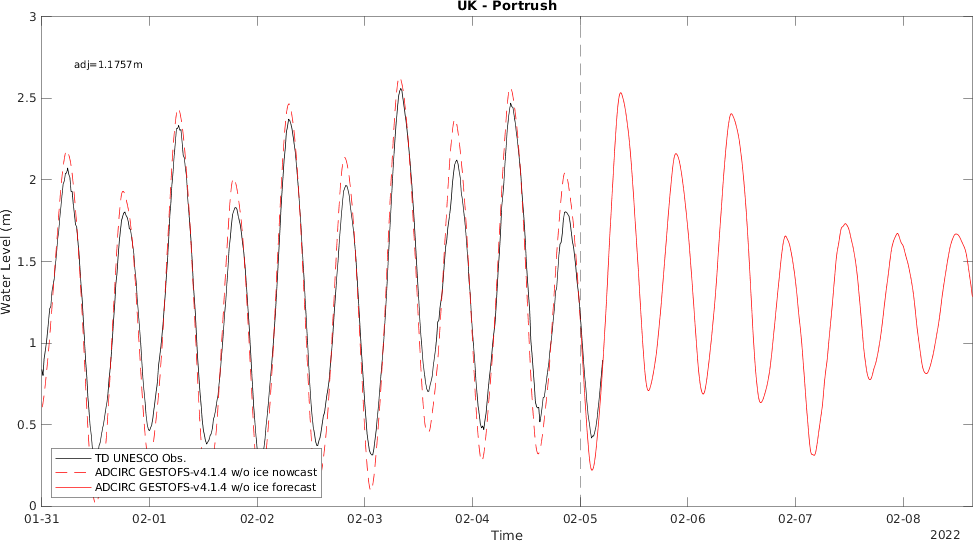 UK - Portrush
3
adj=1.1757m
2.5
2
Water Level (m)
1.5
1
0.5
TD UNESCO Obs.
ADCIRC GESTOFS-v4.1.4 w/o ice nowcast
ADCIRC GESTOFS-v4.1.4 w/o ice forecast
0
01-31 02-01 02-02 02-03 02-04 02-05 02-06 02-07 02-08
Time
2022